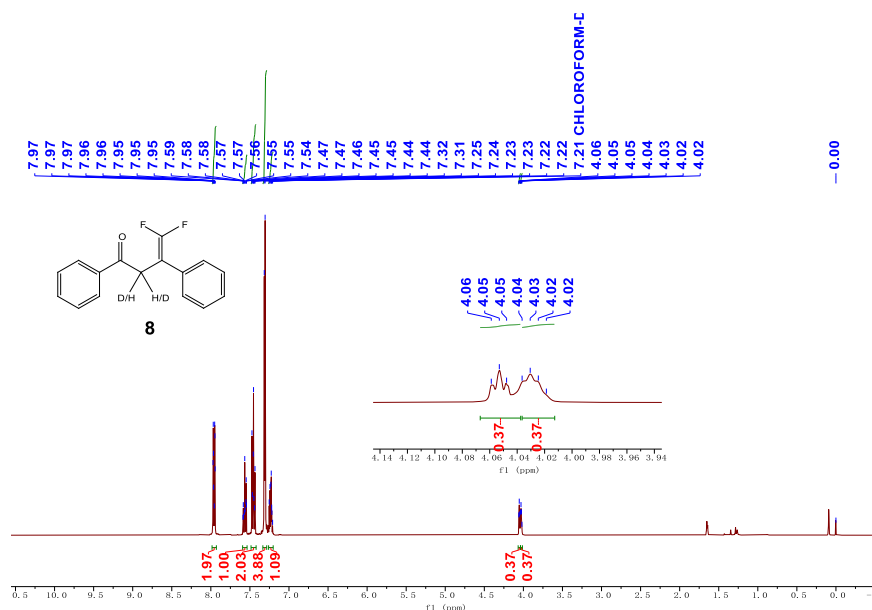 7.97 7.97 7.97 7.96 7.96 7.95 7.95 7.95 7.59 7.58 7.58 7.57 7.57 7.56 7.55 7.55 7.54 7.47 7.47 7.46 7.45 7.45 7.44 7.44 7.32 7.31 7.25 7.24 7.23 7.23 7.22 7.22 7.21 CHLOROFORM-D 4.06 4.05 4.05 4.04 4.03 4.02 4.02 0.00
F F
O
D/H H/D
8
4.06 4.05 4.05 4.04 4.03 4.02 4.02
0.37 0.37
4.14 4.12 4.10 4.08 4.06 4.04 4.02 4.00 3.98 3.96 3.94
f1 (ppm)
1.97 1.00 2.03 3.88 1.09 0.37 0.37
10.5 10.0 9.5 9.0 8.5 8.0 7.5 7.0 6.5 6.0 5.5 5.0 4.5 4.0 3.5 3.0 2.5 2.0 1.5 1.0 0.5 0.0
f1 (ppm)